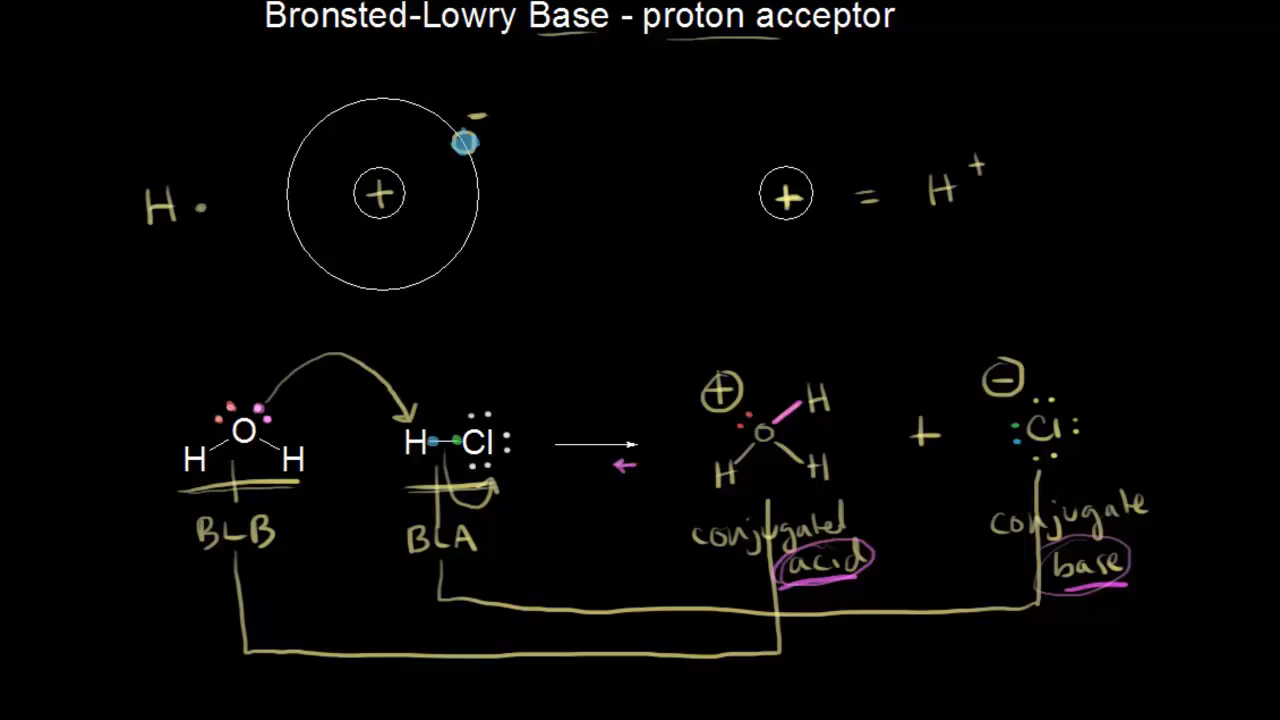 Bronsted-Lowry Base - proton acceptor
H · + - + = H +
H O H H Cl + O H H H + - Cl
BLB BLA conjugated acid conjugate base